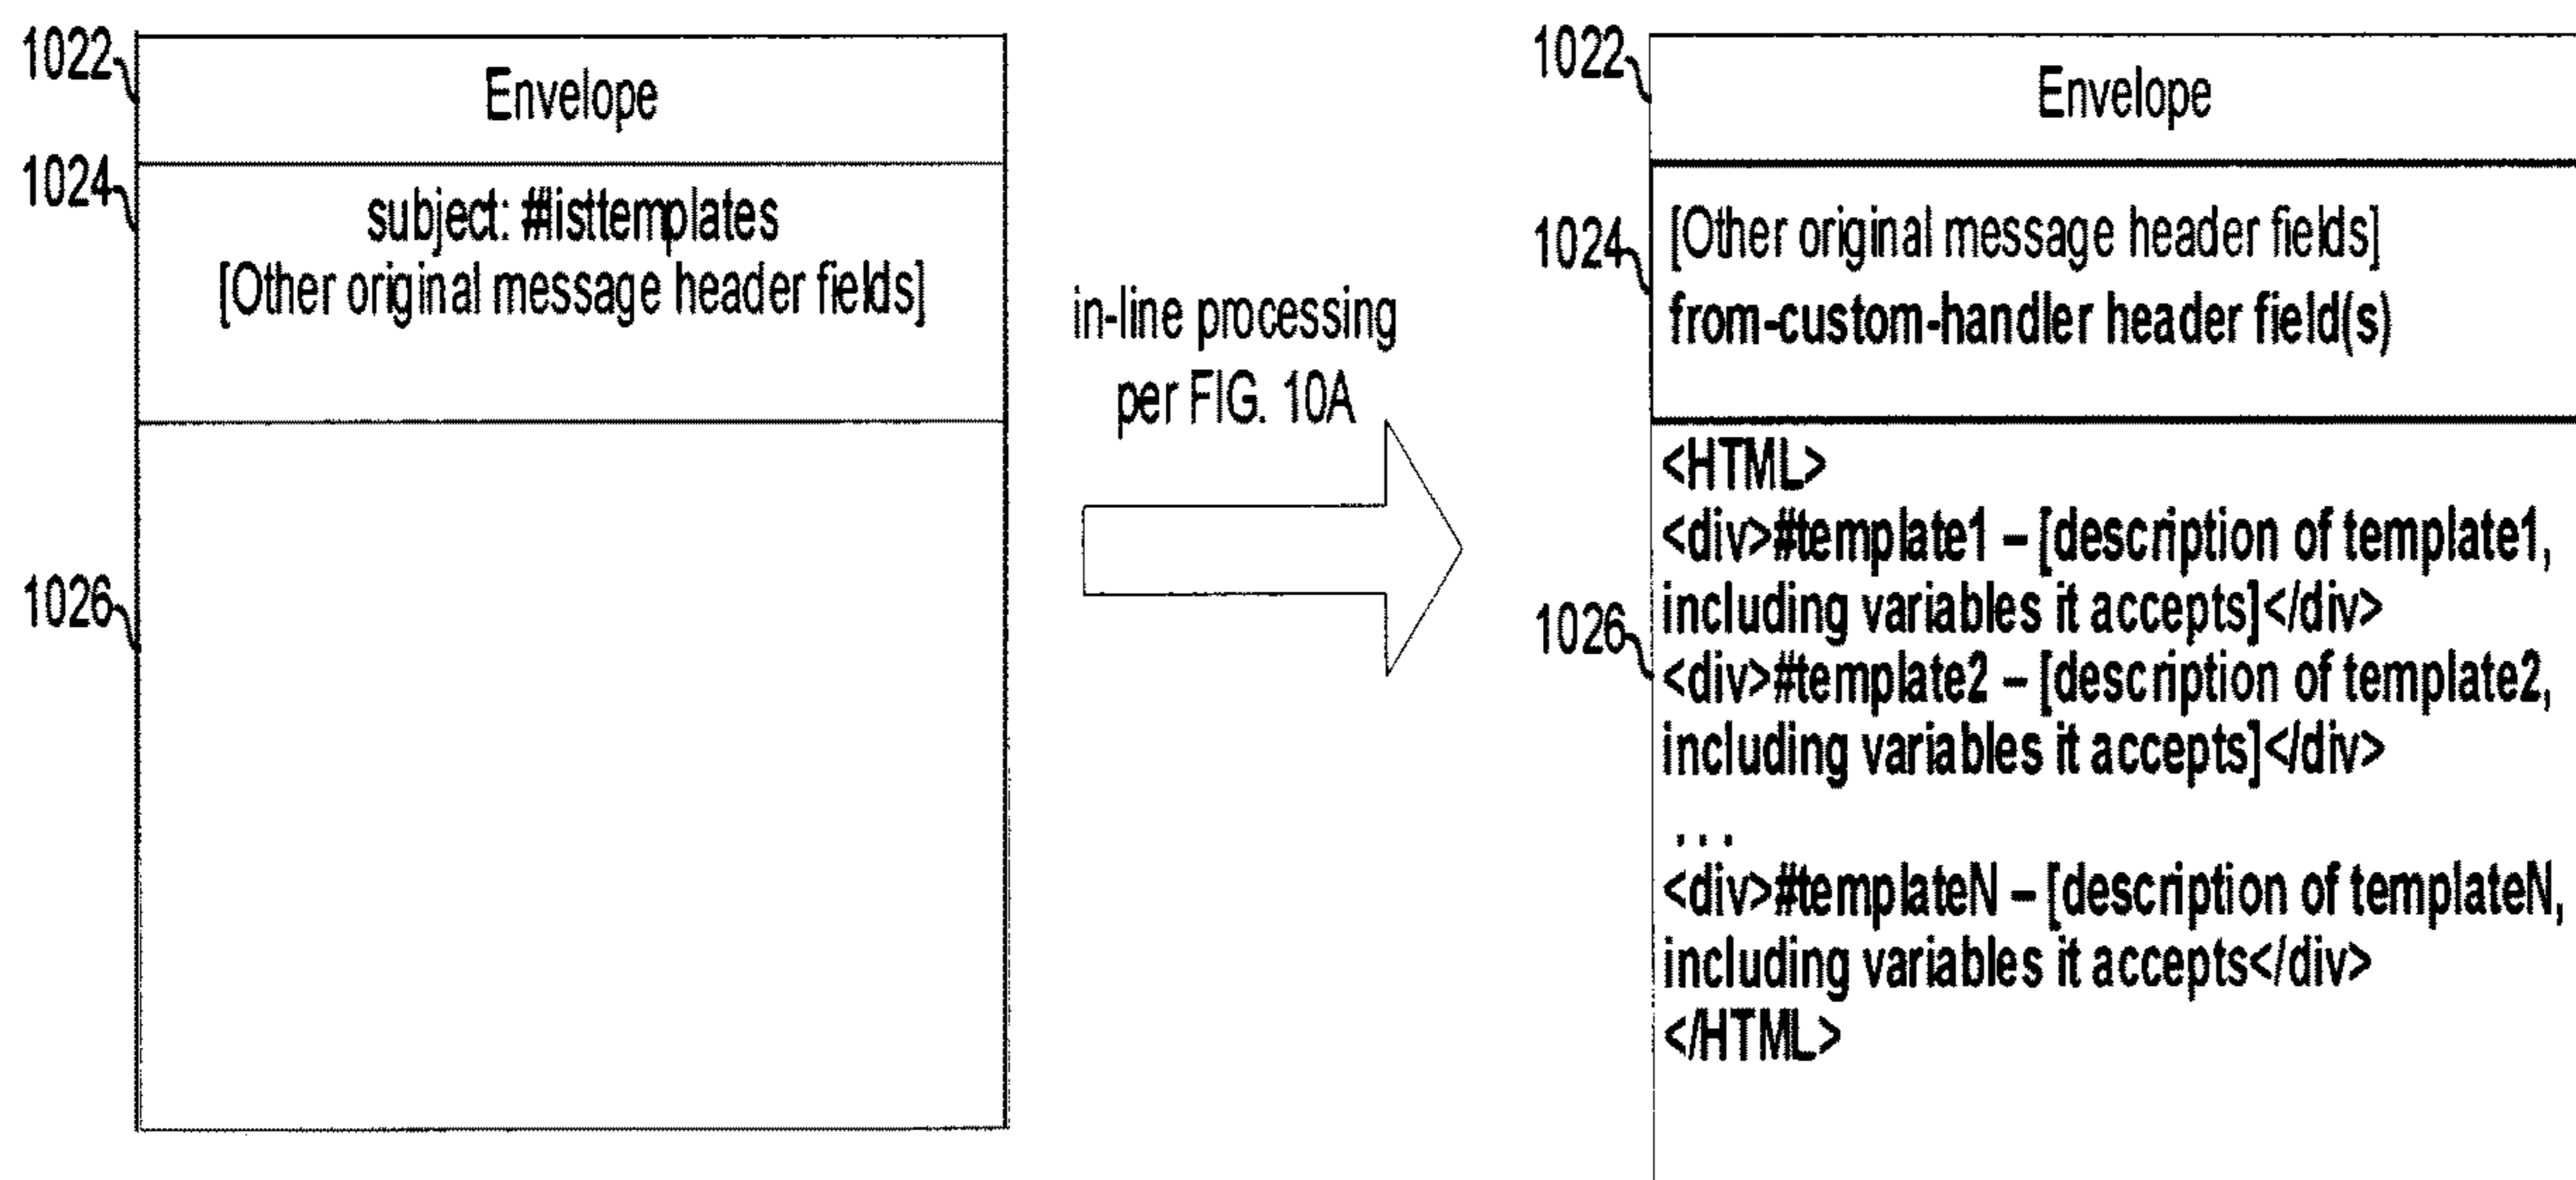 1022
Envelope
1024
subject: #listtemplates
[Other original message header fields]
1026
in-line processing
per FIG. 10A
1022
Envelope
1024
[Other original message header fields]
from-custom-handler header field(s)
1026
<HTML>
<div>#template1 – [description of template1,
including variables it accepts]</div>
<div>#template2 – [description of template2,
including variables it accepts]</div>
...
<div>#templateN – [description of templateN,
including variables it accepts</div>
</HTML>